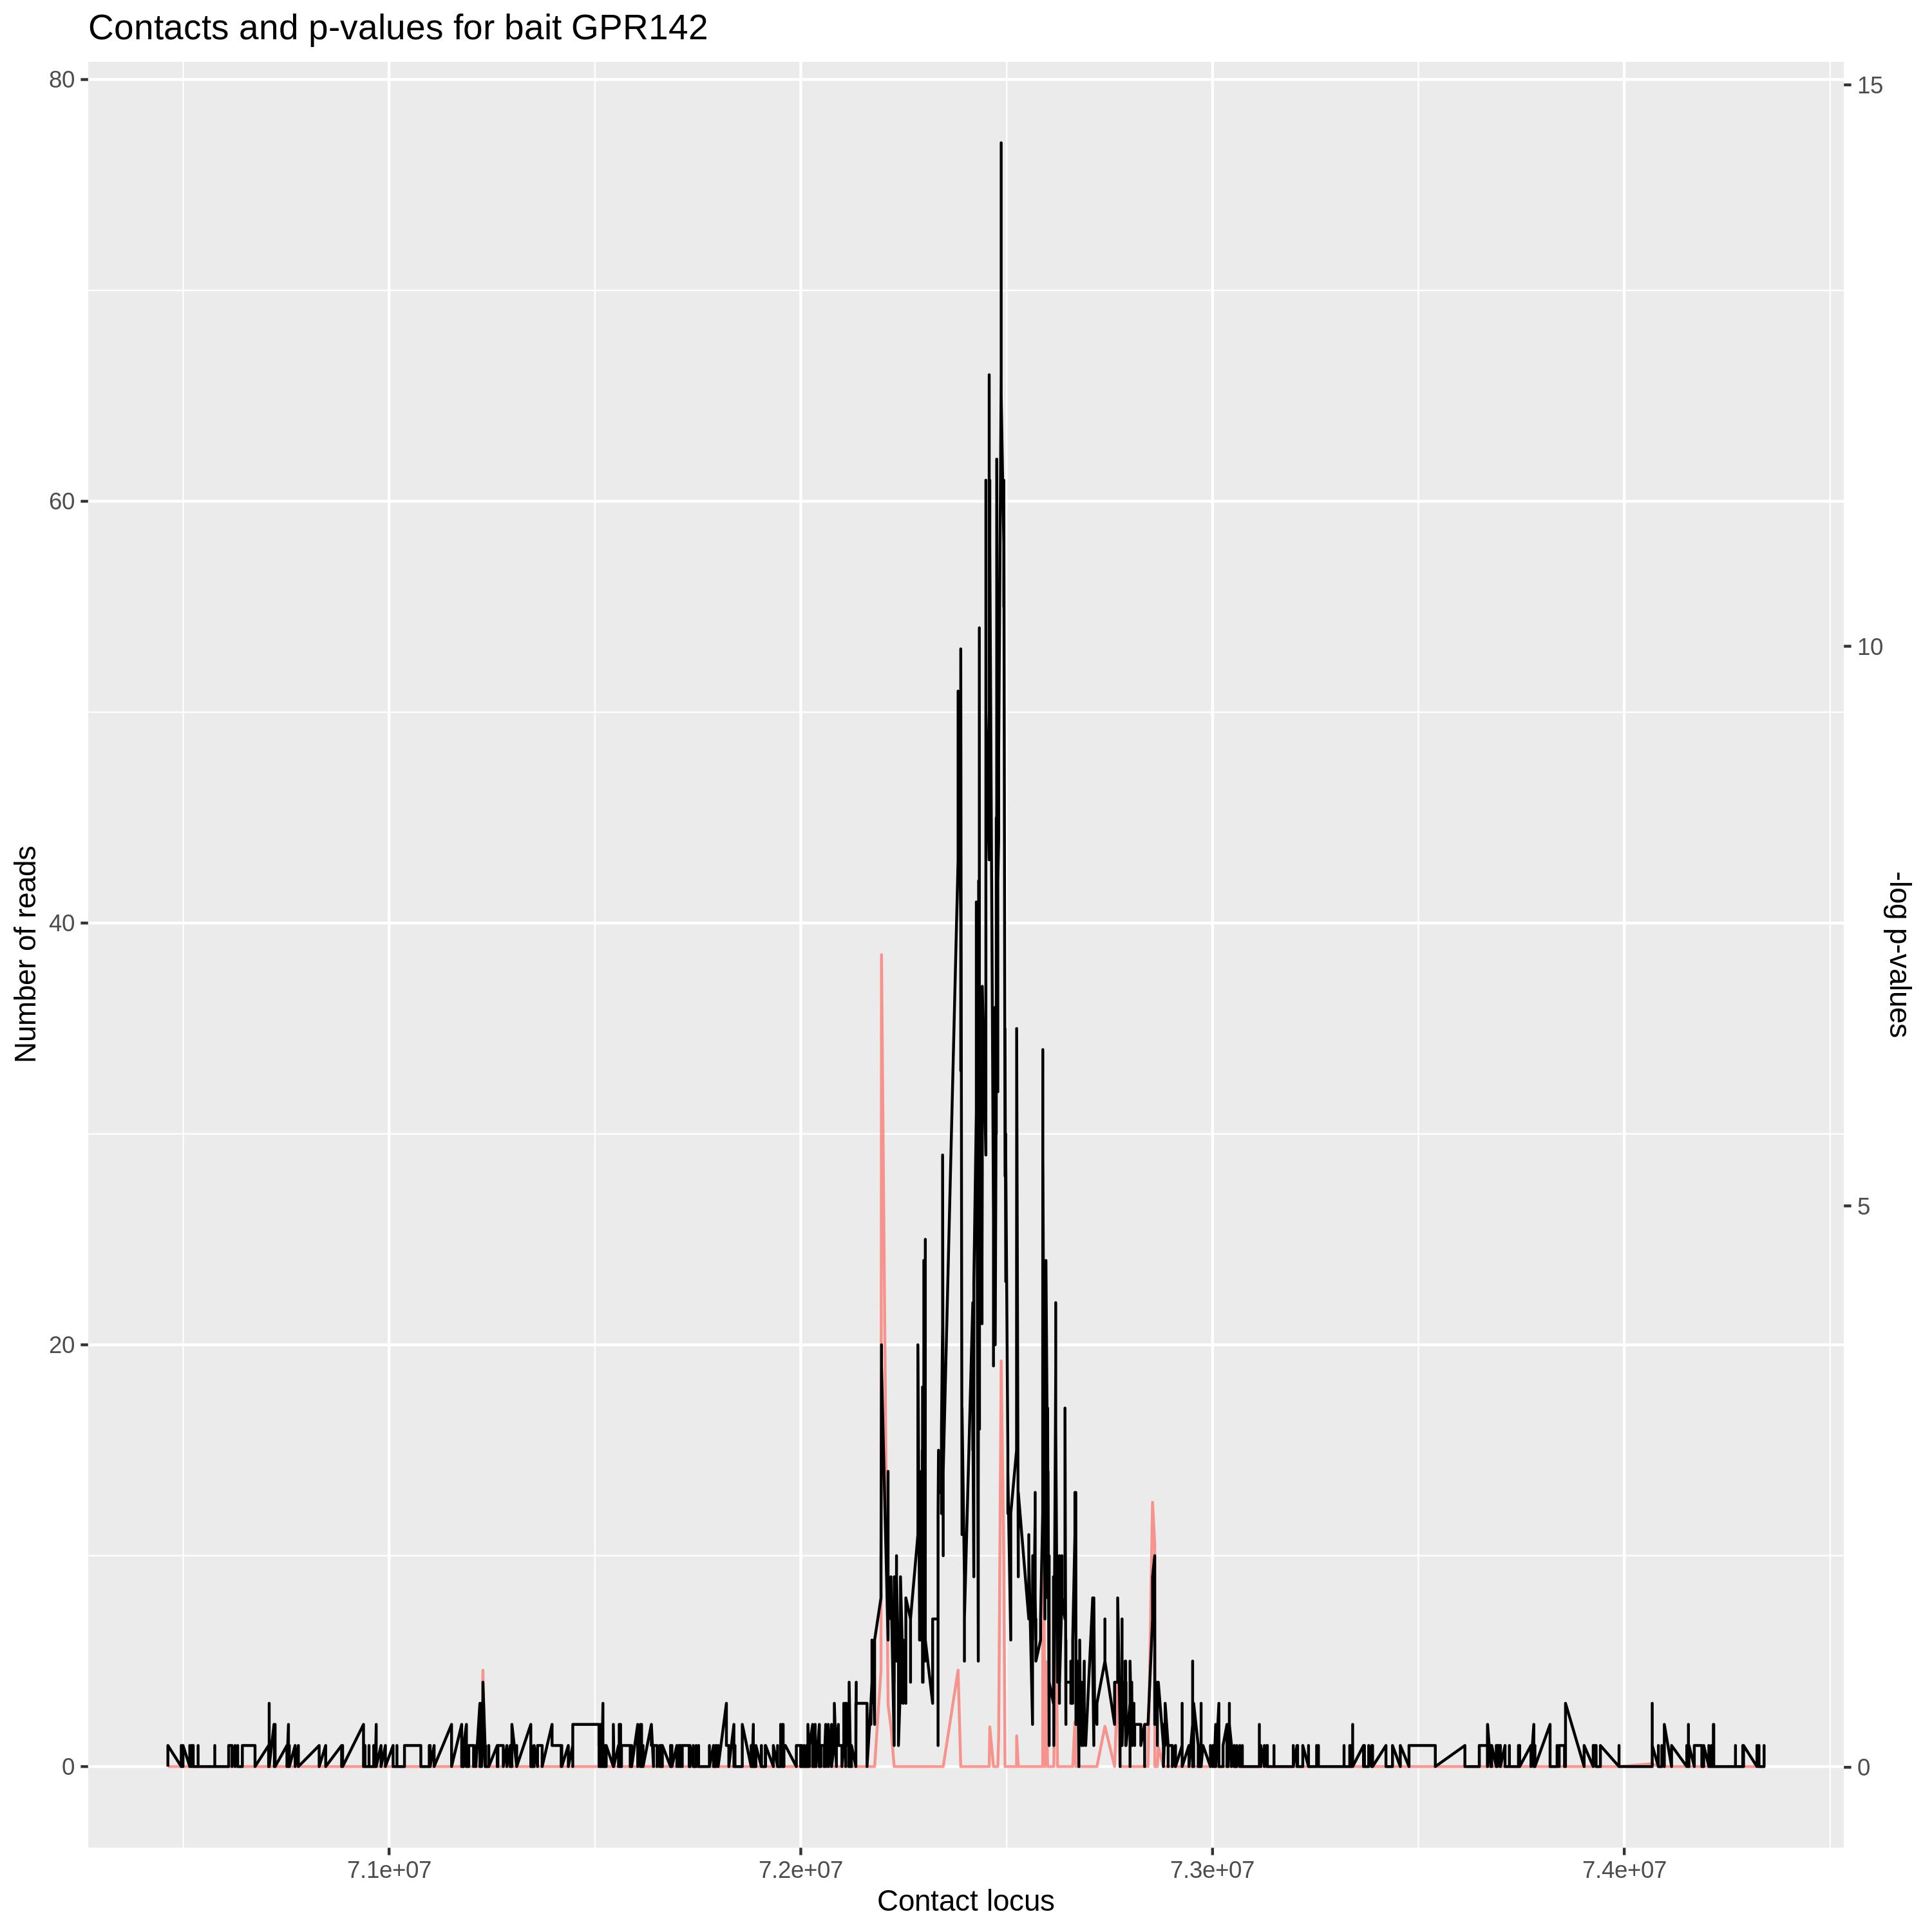 Contacts and p-values for bait GPR142
80
60
40
20
0
15
10
5
0
Number of reads
-log p-values
7.1e+07
7.2e+07
7.3e+07
7.4e+07
Contact locus